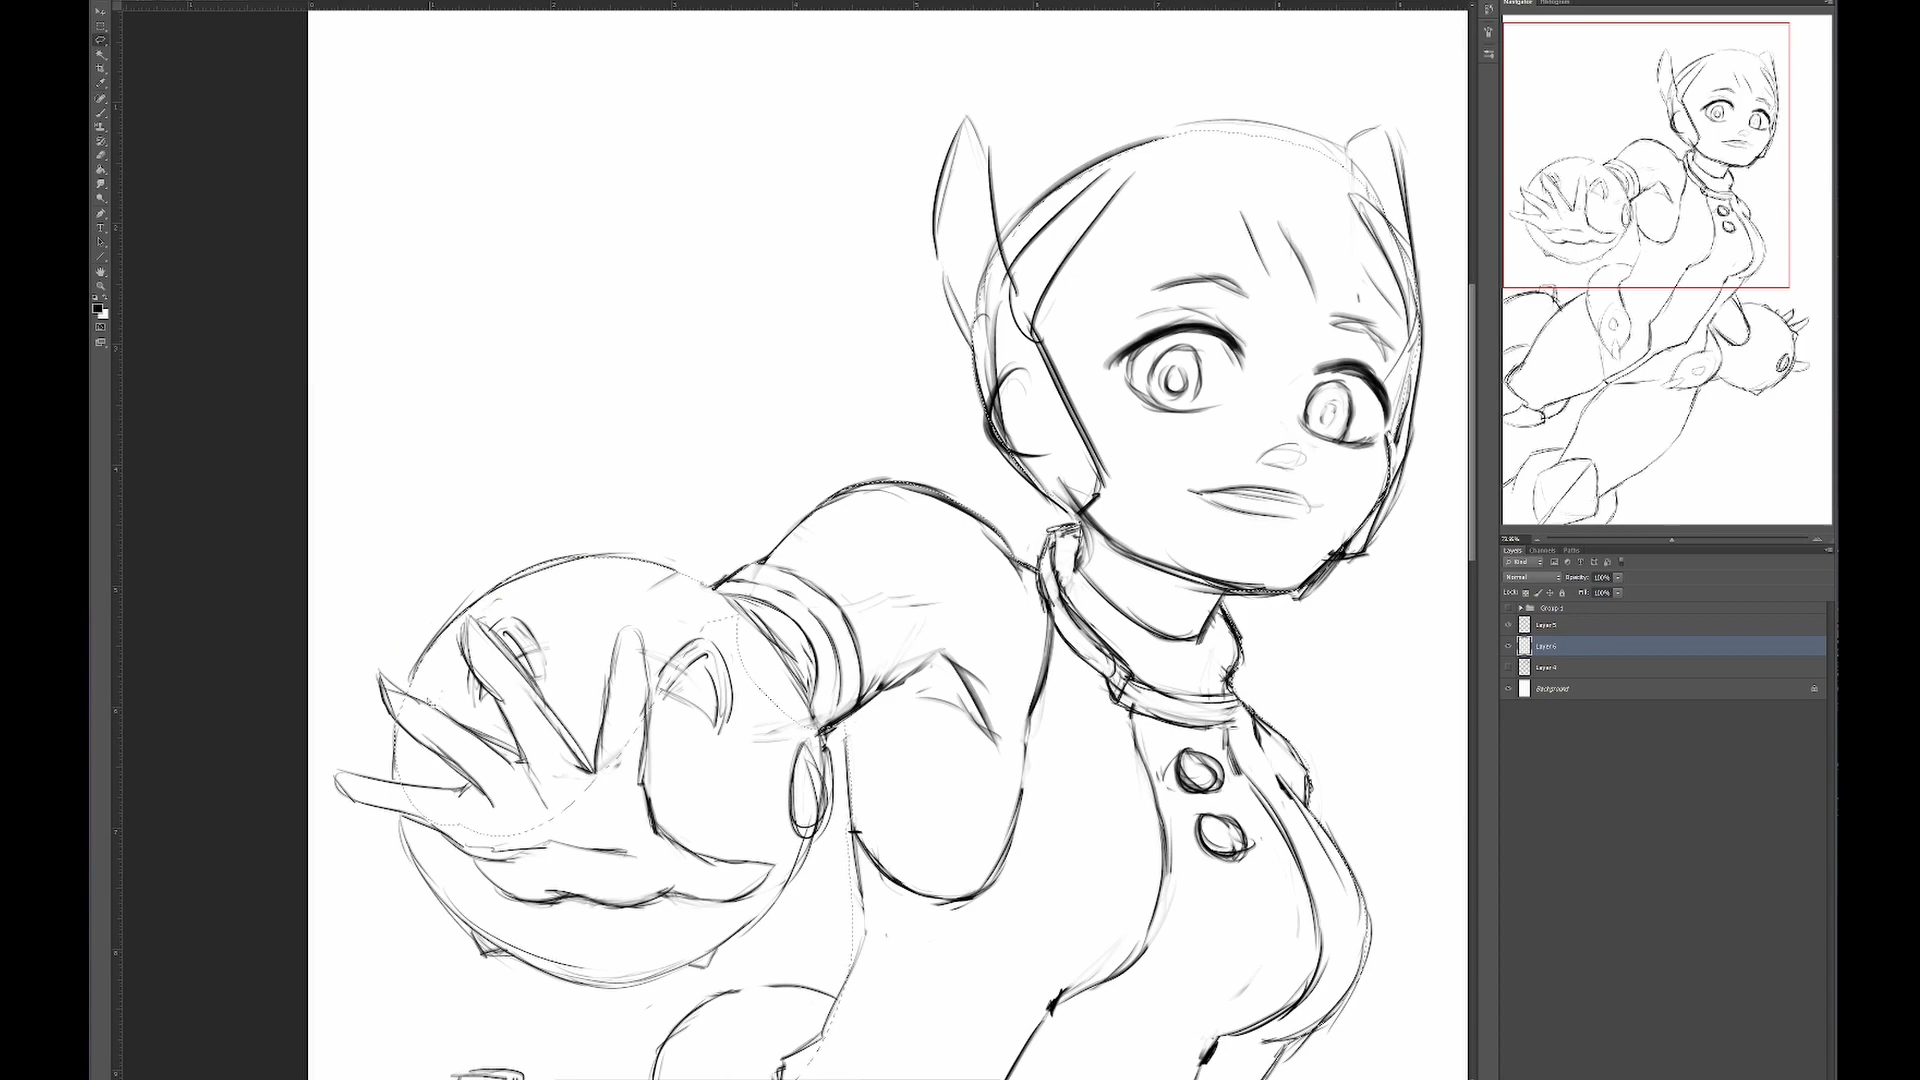 Navigator Histogram
Layers Channels Paths
Kind
Normal Opacity: 100%
Lock: Fill: 100%
Group 1
Layer 5
Layer 6
Layer 4
Background